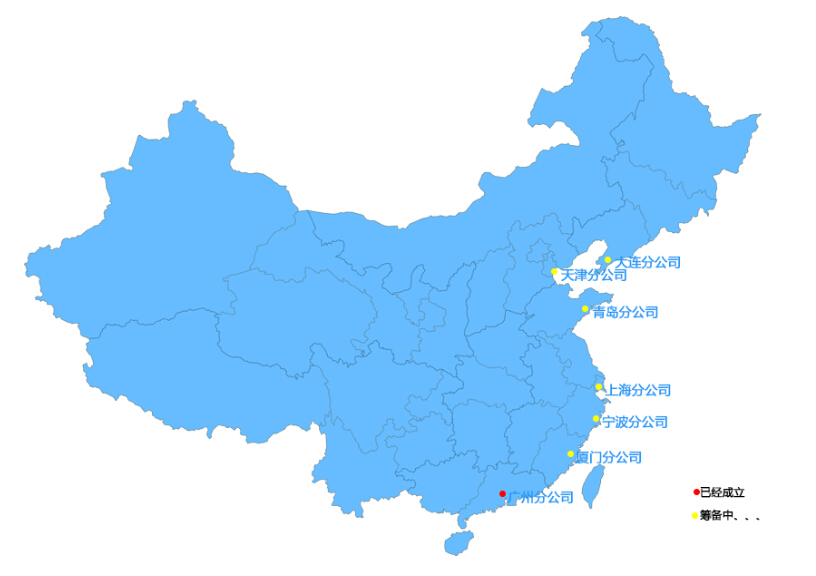 大连分公司
天津分公司
青岛分公司
上海分公司
宁波分公司
厦门分公司
广州分公司
已经成立
筹备中、、、